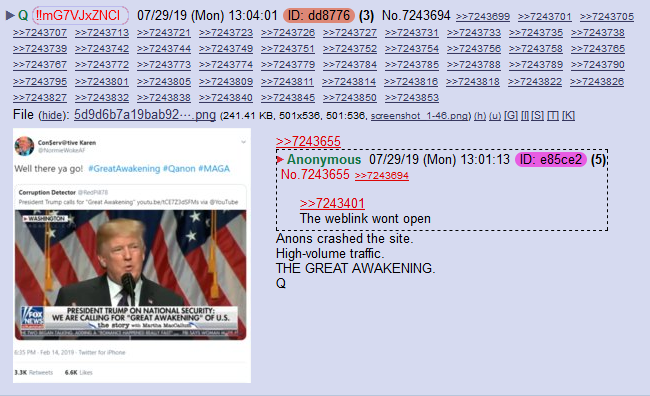 ▶ Q !!mG7VJxZNCI 07/29/19 (Mon) 13:04:01 ID: dd8776 (3) No.7243694 >>7243699 >>7243701 >>7243705
>>7243707 >>7243713 >>7243721 >>7243723 >>7243726 >>7243727 >>7243731 >>7243733 >>7243735 >>7243738
>>7243739 >>7243742 >>7243744 >>7243749 >>7243751 >>7243752 >>7243754 >>7243756 >>7243758 >>7243765
>>7243767 >>7243772 >>7243773 >>7243774 >>7243779 >>7243784 >>7243785 >>7243788 >>7243787 >>7243790
>>7243795 >>7243801 >>7243805 >>7243809 >>7243811 >>7243814 >>7243816 >>7243818 >>7243822 >>7243826
>>7243827 >>7243832 >>7243838 >>7243840 >>7243845 >>7243850 >>7243853
File (hide): 5d9d6b7a19bab92⋯.png (241.41 KB, 501x536, 501:536, screenshot_1-46.png) (h) (u) [G] [I] [S] [T] [K]
ConServ@tive Karen
@NormieWokeAF
Well there ya go! #GreatAwakening #Qanon #MAGA
Corruption Detector @RedPill78
President Trump calls for "Great Awakening" youtu.be/tCE7Z3dSFMs via @YouTube
WASHINGTON
PRESIDENT TRUMP ON NATIONAL SECURITY:
WE ARE CALLING FOR "GREAT AWAKENING" OF U.S.
FOX NEWS
the story with Martha MacCallum
6:35 PM · Feb 14, 2019 · Twitter for iPhone
3.3K Retweets 6.6K Likes
>>7243655
▶ Anonymous 07/29/19 (Mon) 13:01:13 ID: e85ce2 (5)
No.7243655 >>7243694
>>7243401
The weblink wont open
Anons crashed the site.
High-volume traffic.
THE GREAT AWAKENING.
Q